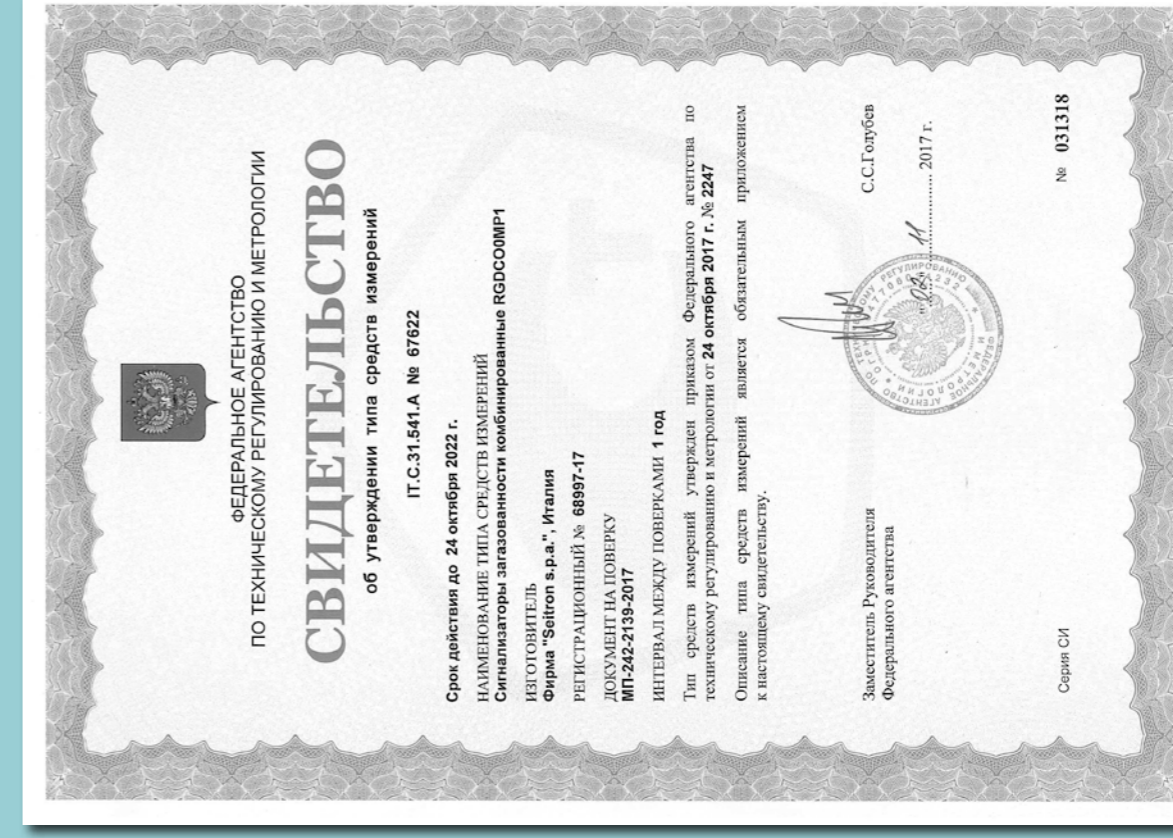 ФЕДЕРАЛЬНОЕ АГЕНТСТВО
ПО ТЕХНИЧЕСКОМУ РЕГУЛИРОВАНИЮ И МЕТРОЛОГИИ
СВИДЕТЕЛЬСТВО
об утверждении типа средств измерений
IT.C.31.541.A № 67622
Срок действия до 24 октября 2022 г.
НАИМЕНОВАНИЕ ТИПА СРЕДСТВ ИЗМЕРЕНИЙ
Сигнализаторы загазованности комбинированные RGDCO0MP1
ИЗГОТОВИТЕЛЬ
Фирма "Seitron s.p.a.", Италия
РЕГИСТРАЦИОННЫЙ № 68997-17
ДОКУМЕНТ НА ПОВЕРКУ
МП-242-2139-2017
ИНТЕРВАЛ МЕЖДУ ПОВЕРКАМИ 1 год
Тип средств измерений утвержден приказом Федерального агентства по
техническому регулированию и метрологии от 24 октября 2017 г. № 2247
Описание типа средств измерений является обязательным приложением
к настоящему свидетельству.
Заместитель Руководителя
Федерального агентства
С.С.Голубев
"02" 11 2017 г.
Серия СИ
№ 031318